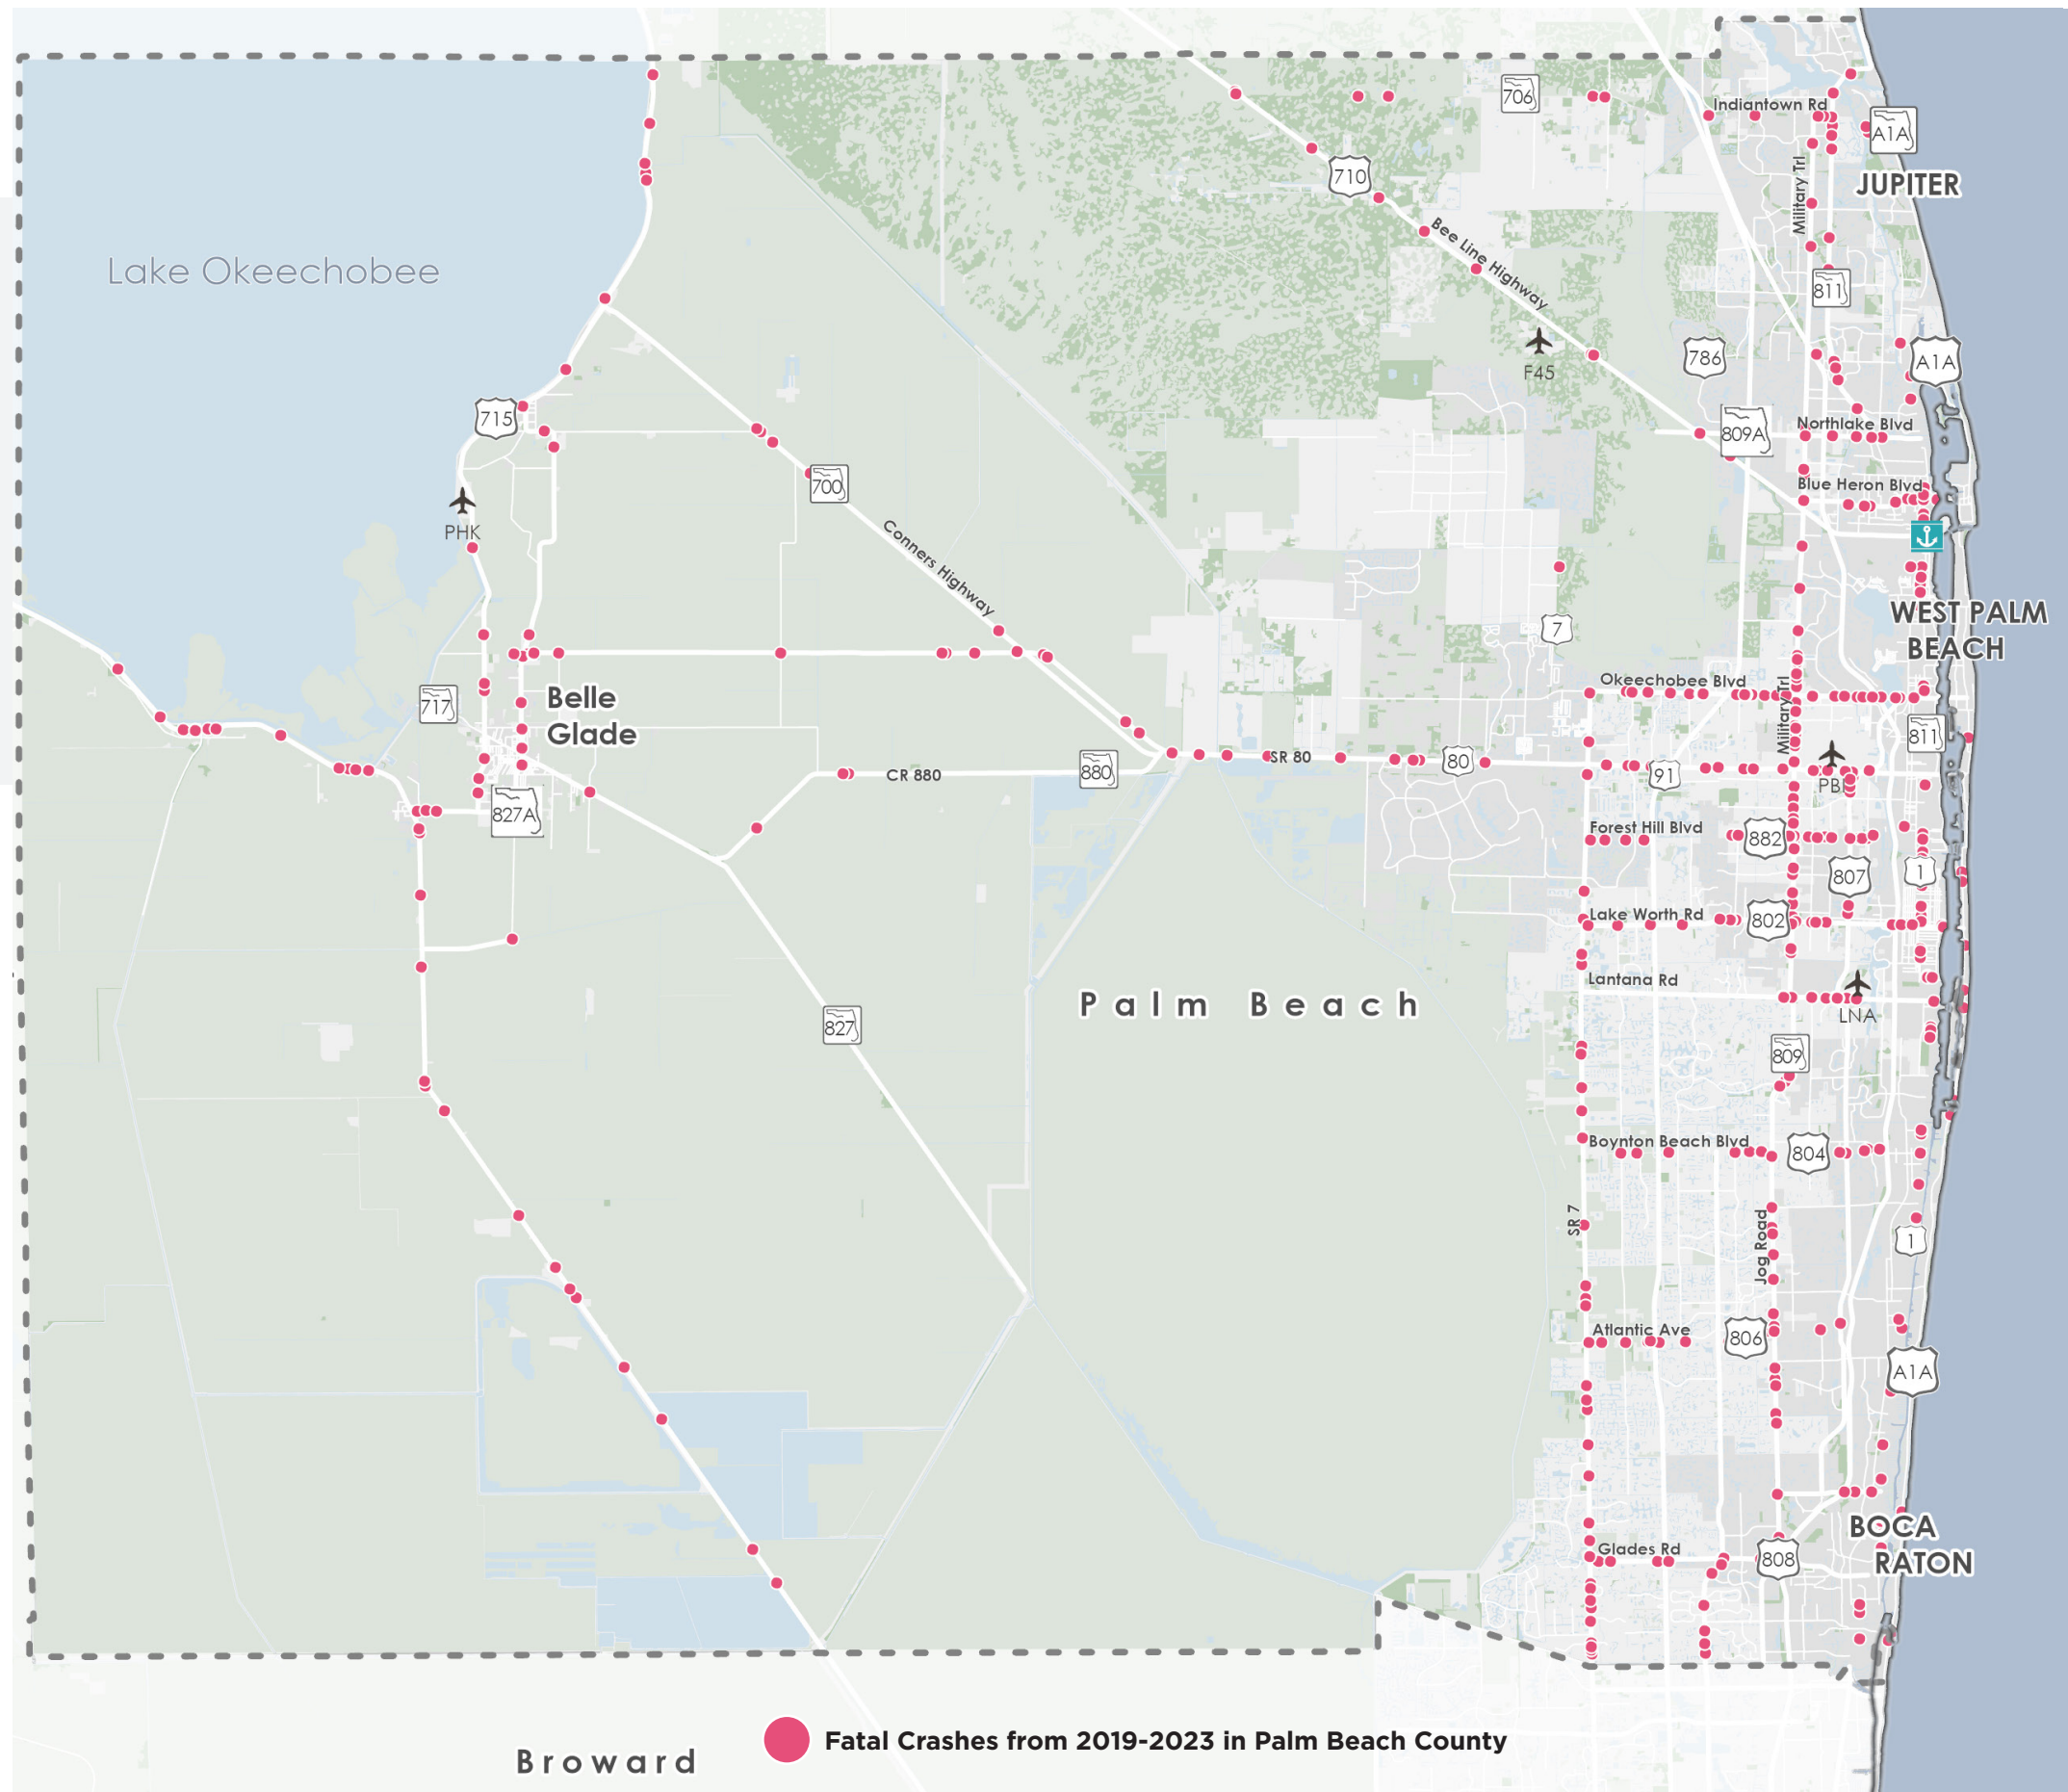 706
Indiantown Rd
A1A
JUPITER
Military Trl
710
Bee Line Highway
Lake Okeechobee
811
F45
786
A1A
715
809A
Northlake Blvd
700
Blue Heron Blvd
PHK
Conners Highway
WEST PALM
BEACH
7
Okeechobee Blvd
717
Belle
Glade
Military Trl
811
SR 80
80
91
PBI
CR 880
880
827A
Forest Hill Blvd
882
807
1
Lake Worth Rd
802
Lantana Rd
LNA
Palm Beach
827
809
Boynton Beach Blvd
804
SR 7
Jog Road
1
Atlantic Ave
806
A1A
BOCA
RATON
Glades Rd
808
Fatal Crashes from 2019-2023 in Palm Beach County
Broward